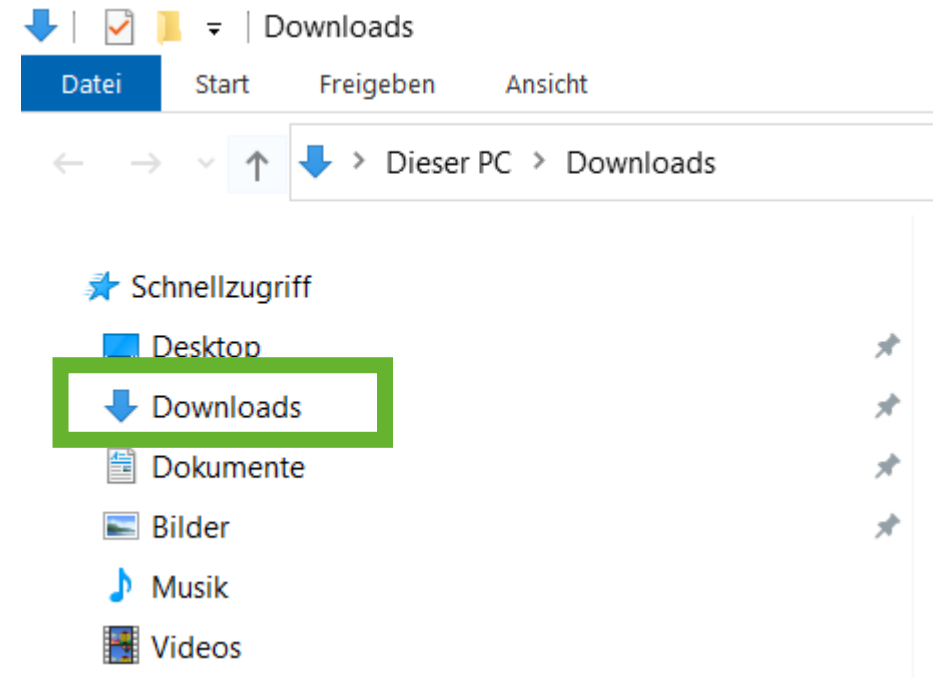 Downloads
Datei Start Freigeben Ansicht
Dieser PC > Downloads
Schnellzugriff
Desktop
Downloads
Dokumente
Bilder
Musik
Videos